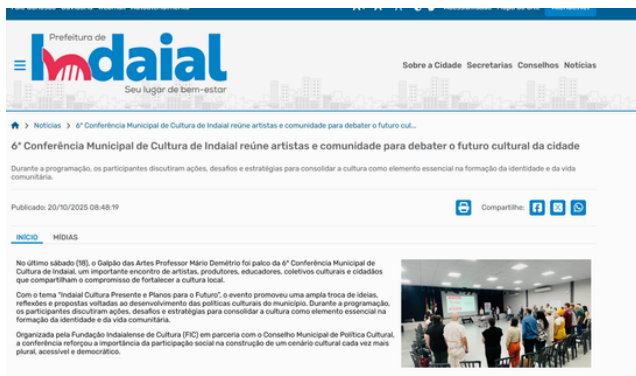 Prefeitura de
Indaial
Seu lugar de bem-estar
Sobre a Cidade Secretarias Conselhos Notícias
Notícias > 6ª Conferência Municipal de Cultura de Indaial reúne artistas e comunidade para debater o futuro cul...
6ª Conferência Municipal de Cultura de Indaial reúne artistas e comunidade para debater o futuro cultural da cidade
Durante a programação, os participantes discutiram ações, desafios e estratégias para consolidar a cultura como elemento essencial na formação da identidade e da vida
comunitária.
Publicado: 20/10/2025 08:48:19
Compartilhe:
INÍCIO MÍDIAS
No último sábado (18), o Galpão das Artes Professor Mário Demétrio foi palco da 6ª Conferência Municipal de
Cultura de Indaial, um importante encontro de artistas, produtores, educadores, coletivos culturais e cidadãos
que compartilham o compromisso de fortalecer a cultura local.
Com o tema "Indaial Cultura Presente e Planos para o Futuro", o evento promoveu uma ampla troca de ideias,
reflexões e propostas voltadas ao desenvolvimento das políticas culturais do município. Durante a programação,
os participantes discutiram ações, desafios e estratégias para consolidar a cultura como elemento essencial na
formação da identidade e da vida comunitária.
Organizada pela Fundação Indaialense de Cultura (FIC) em parceria com o Conselho Municipal de Política Cultural,
a conferência reforçou a importância da participação social na construção de um cenário cultural cada vez mais
plural, acessível e democrático.